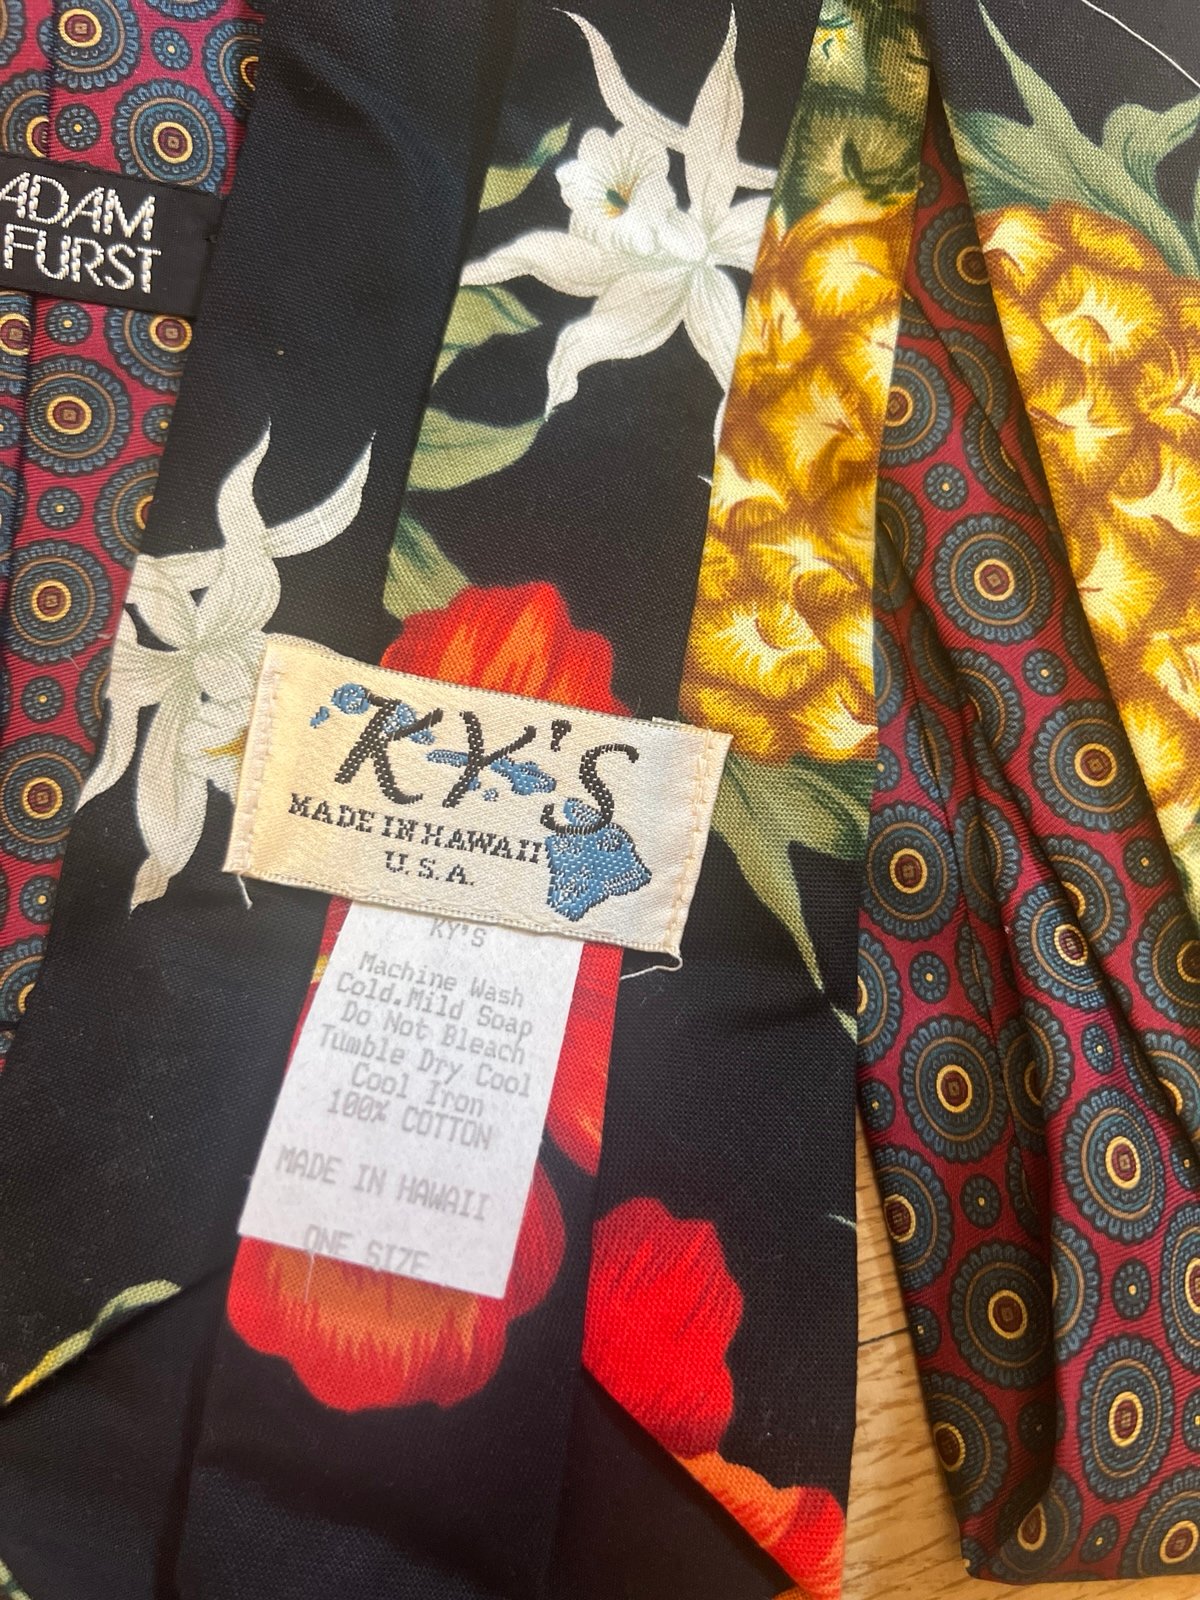 ADAM
FURST
KY'S
MADE IN HAWAII
U.S.A.
KY'S
Machine Wash
Cold.Mild Soap
Do Not Bleach
Tumble Dry Cool
Cool Iron
100% COTTON
MADE IN HAWAII
ONE SIZE